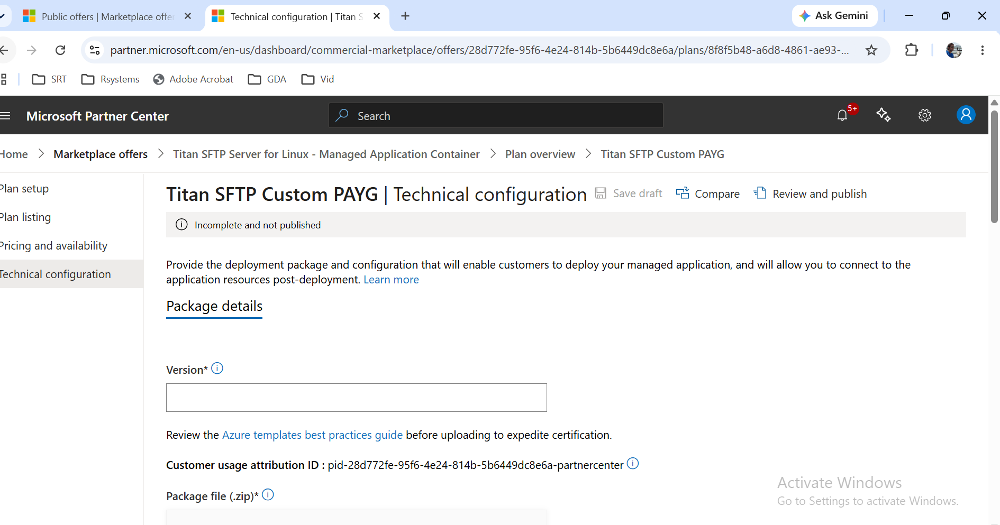 Public offers | Marketplace offer
Technical configuration | Titan S
Ask Gemini
partner.microsoft.com/en-us/dashboard/commercial-marketplace/offers/28d772fe-95f6-4e24-814b-5b6449dc8e6a/plans/8f8f5b48-a6d8-4861-ae93-...
SRT
Rsystems
Adobe Acrobat
GDA
Vid
Microsoft Partner Center
Search
5+
Home > Marketplace offers > Titan SFTP Server for Linux - Managed Application Container > Plan overview > Titan SFTP Custom PAYG
Plan setup
Plan listing
Pricing and availability
Technical configuration
Titan SFTP Custom PAYG | Technical configuration
Save draft
Compare
Review and publish
Incomplete and not published
Provide the deployment package and configuration that will enable customers to deploy your managed application, and will allow you to connect to the
application resources post-deployment. Learn more
Package details
Version*
Review the Azure templates best practices guide before uploading to expedite certification.
Customer usage attribution ID : pid-28d772fe-95f6-4e24-814b-5b6449dc8e6a-partnercenter
Package file (.zip)*
Activate Windows
Go to Settings to activate Windows.